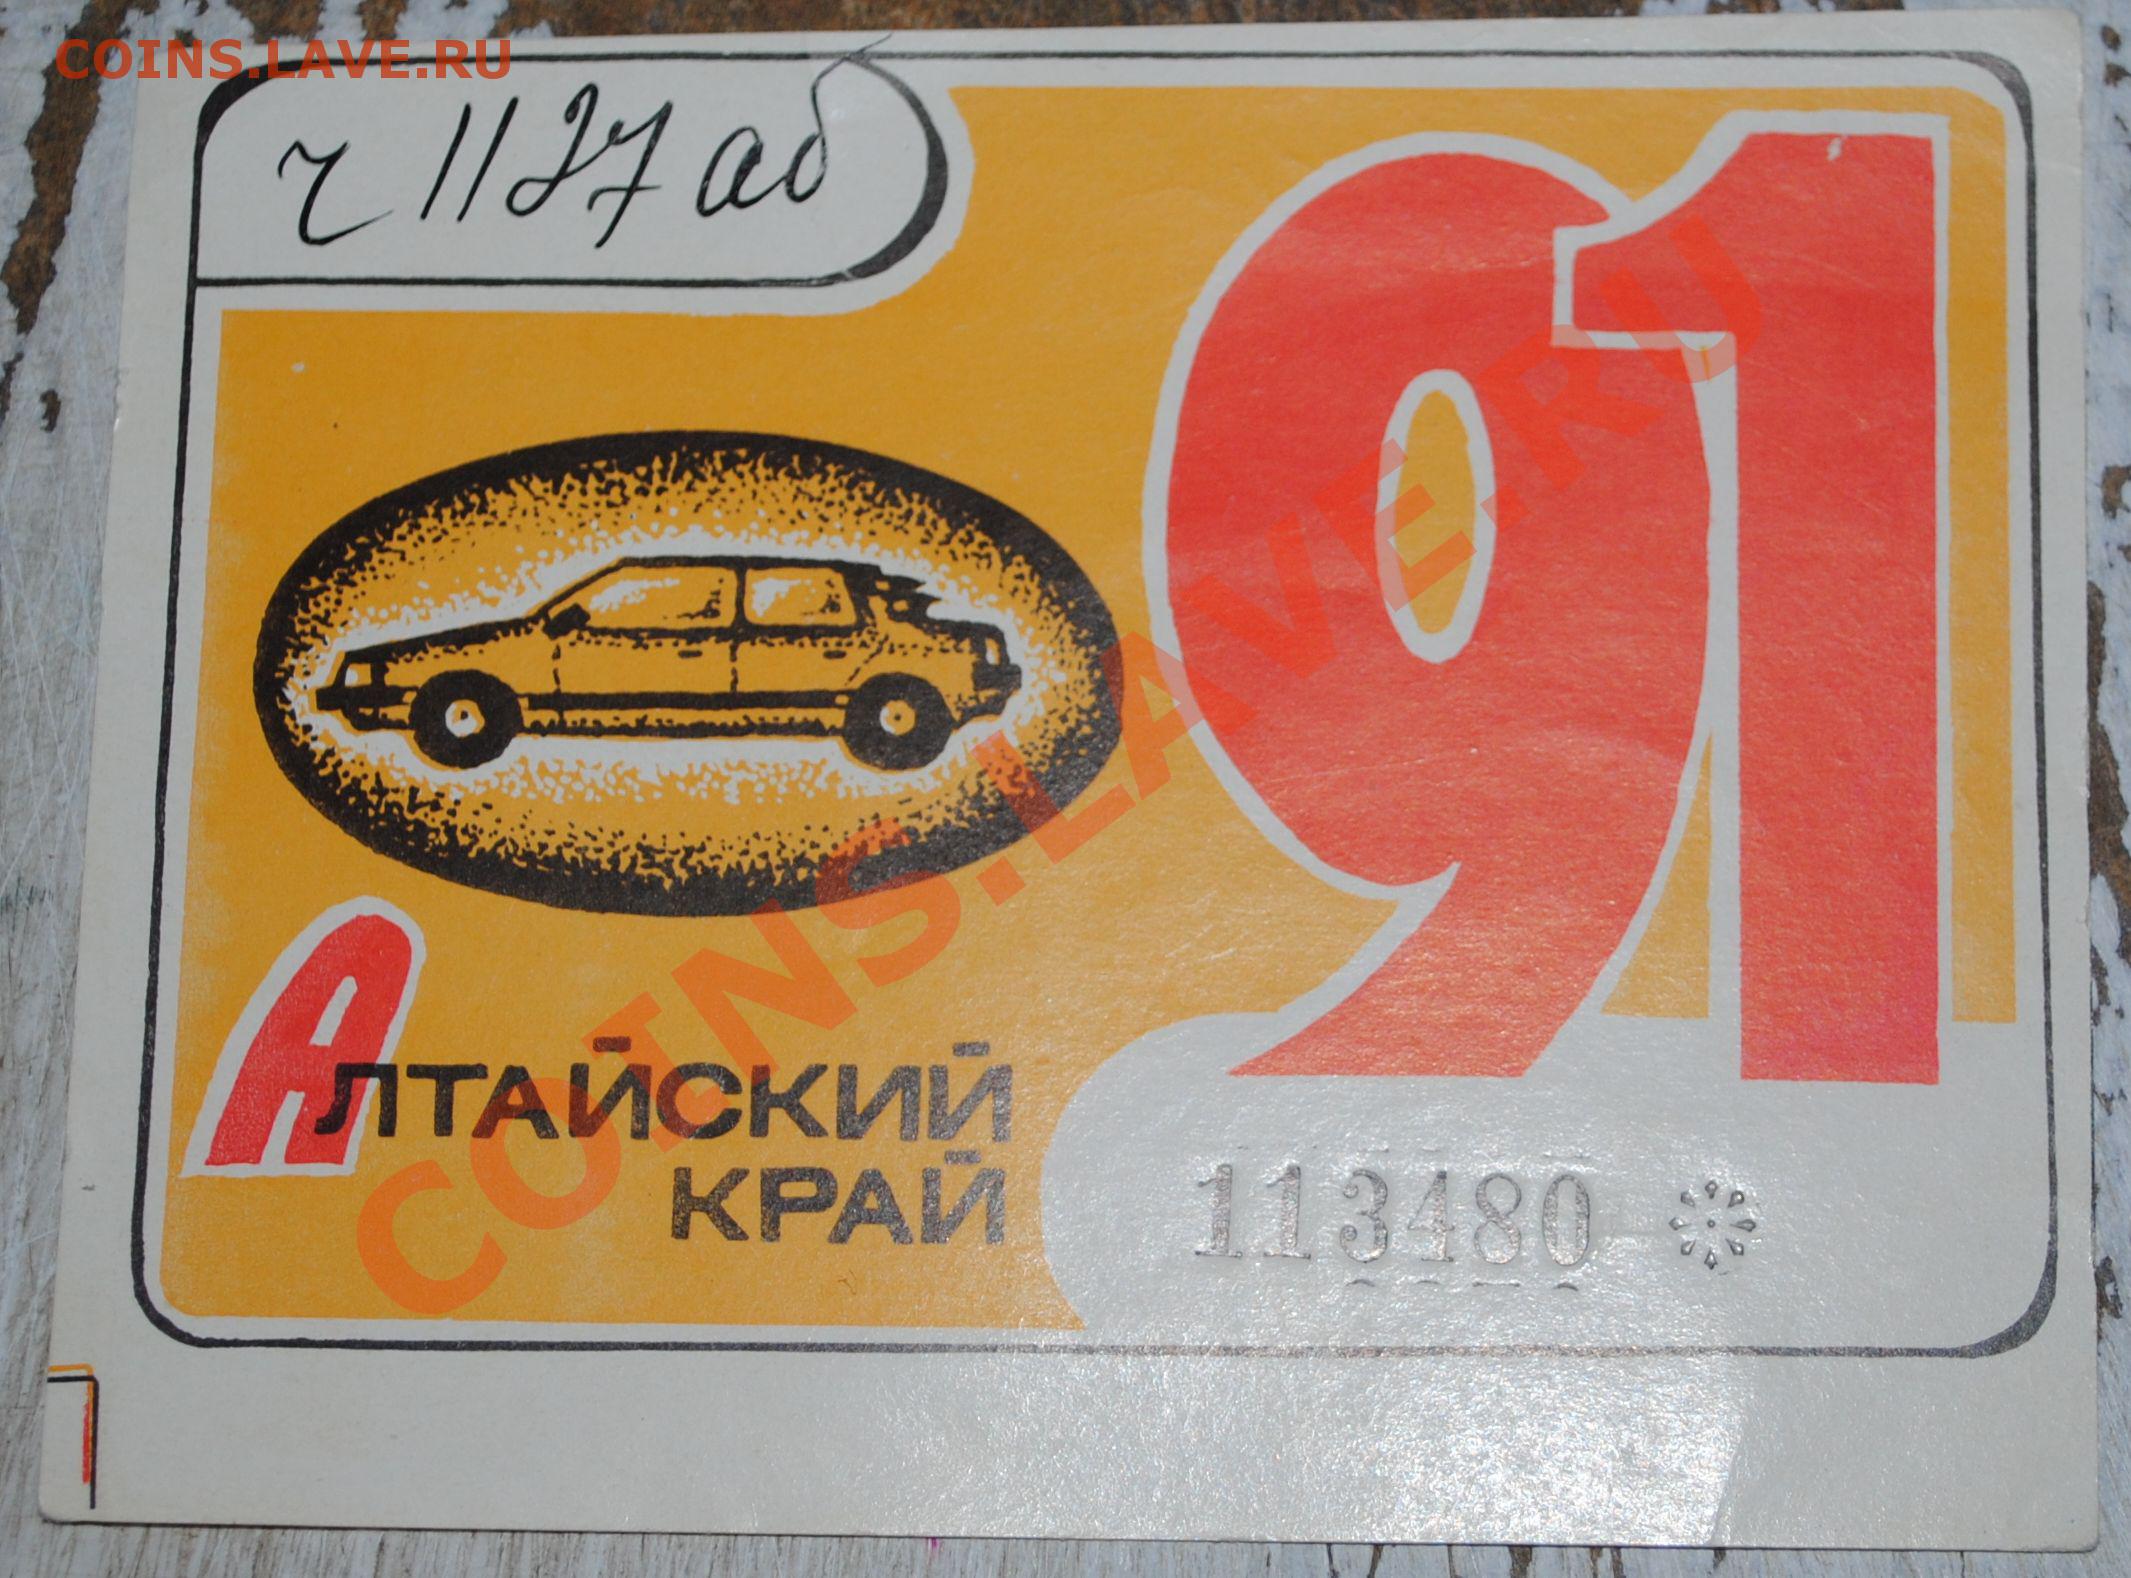 COINS.LAVE.RU
ч 1127 аб
91
АЛТАЙСКИЙ
КРАЙ
COINS.LAVE.RU
113480